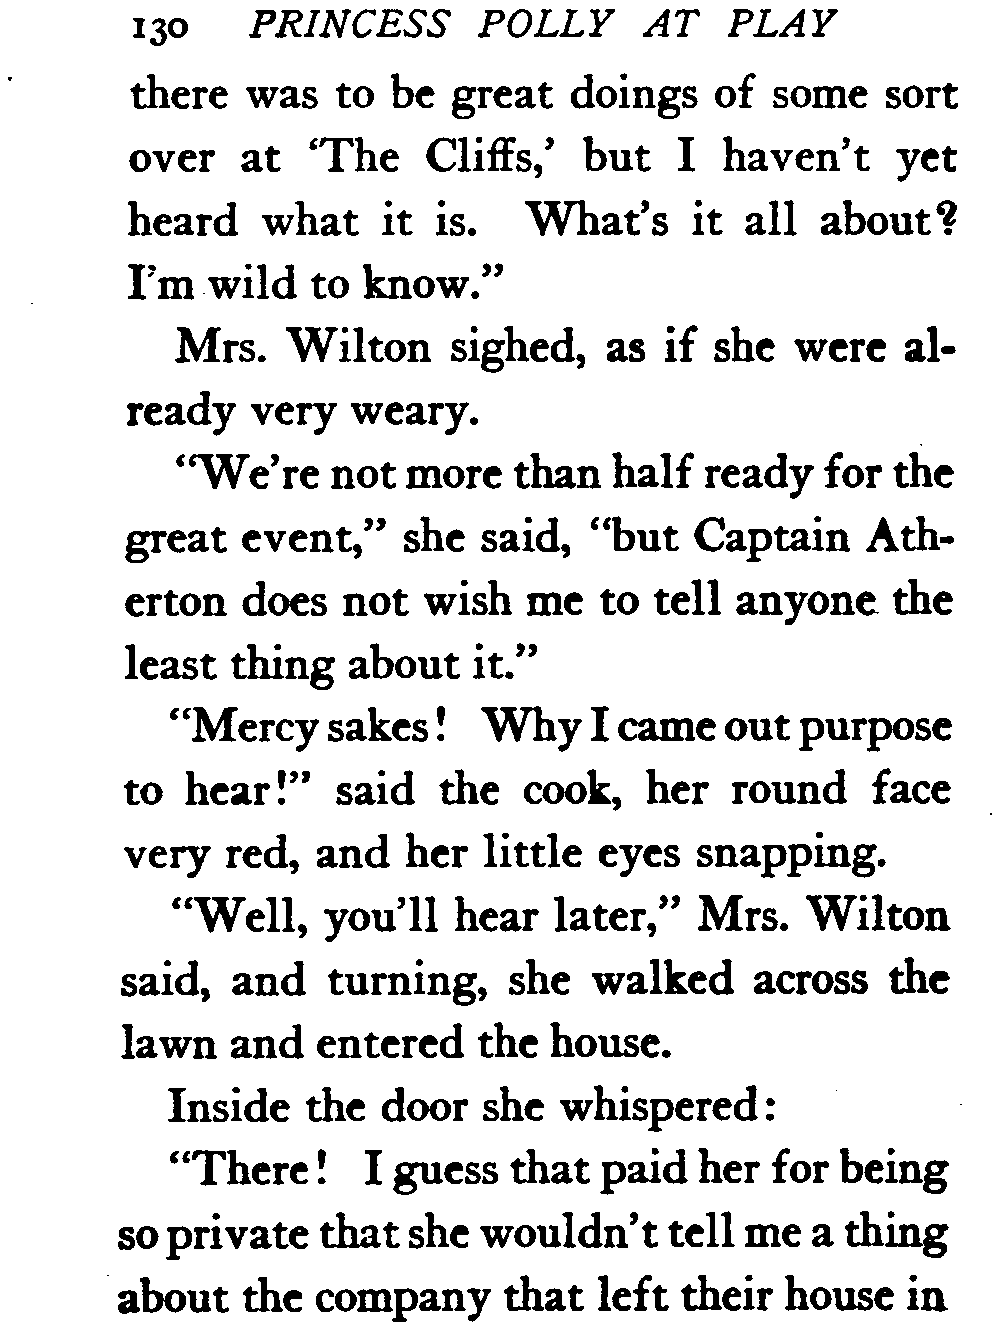 130 PRINCESS POLLY AT PLAY
there was to be great doings of some sort
over at ‘The Cliffs,’ but I haven't yet
heard what it is. What's it all about?
I'm wild to know.”
Mrs. Wilton sighed, as if she were al-
ready very weary.
“We're not more than half ready for the
great event,” she said, “but Captain Ath-
erton does not wish me to tell anyone the
least thing about it.”
“Mercy sakes! Why I came out purpose
to hear!” said the cook, her round face
very red, and her little eyes snapping.
“Well, you'll hear later,” Mrs. Wilton
said, and turning, she walked across the
lawn and entered the house.
Inside the door she whispered:
“There! I guess that paid her for being
so private that she wouldn't tell me a thing
about the company that left their house in